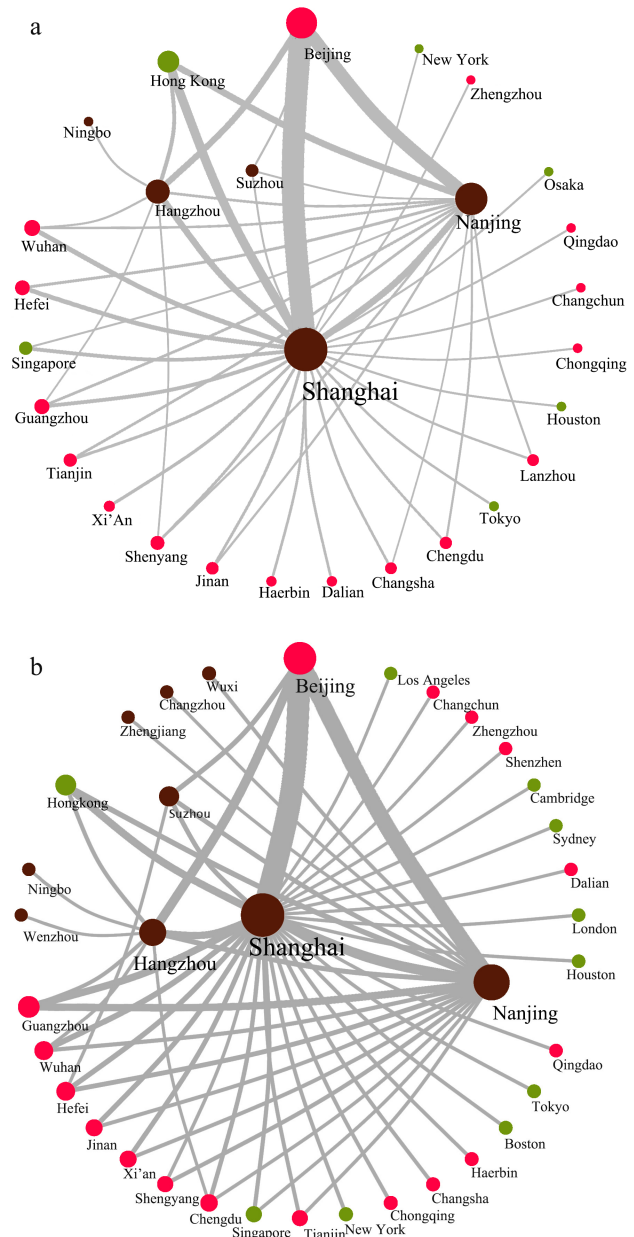 a
Beijing
New York
Hong Kong
Zhengzhou
Ningbo
Suzhou
Osaka
Hangzhou
Nanjing
Wuhan
Qingdao
Hefei
Changchun
Singapore
Chongqing
Shanghai
Guangzhou
Houston
Tianjin
Lanzhou
Xi'An
Tokyo
Shenyang
Chengdu
Jinan
Haerbin
Dalian
Changsha
b
Wuxi
Beijing
Los Angeles
Changzhou
Changchun
Zhengjiang
Zhengzhou
Shenzhen
Hongkong
Suzhou
Cambridge
Sydney
Ningbo
Dalian
Wenzhou
Shanghai
London
Hangzhou
Houston
Nanjing
Guangzhou
Wuhan
Qingdao
Hefei
Tokyo
Jinan
Boston
Xi'an
Haerbin
Shengyang
Changsha
Chengdu
Chongqing
Singapore
Tianjin
New York